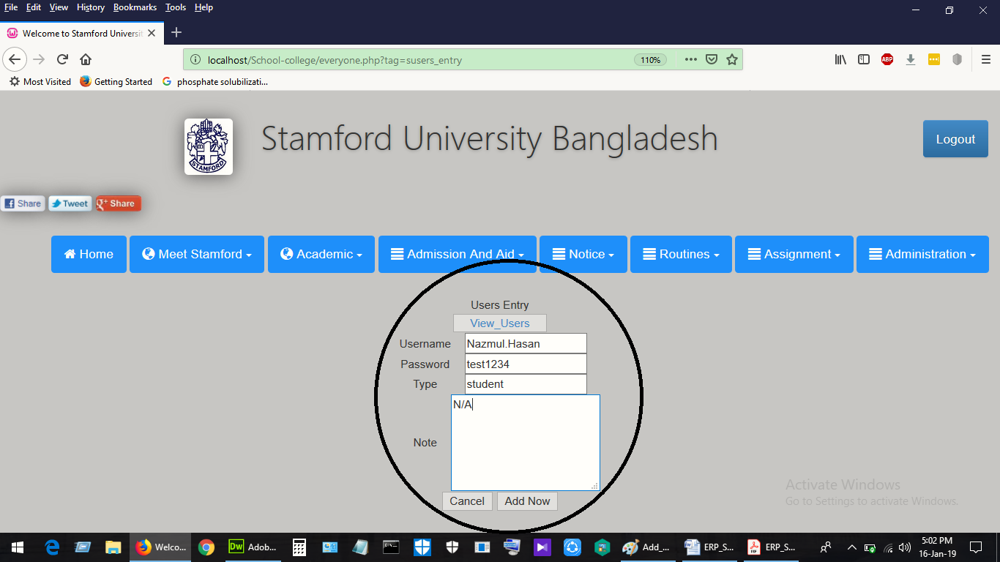 File Edit View History Bookmarks Tools Help
Welcome to Stamford Universit
localhost/School-college/everyone.php?tag=susers_entry 110%
ABP
Most Visited Getting Started phosphate solubilizati...
STAMFORD
Stamford University Bangladesh
Logout
Share Tweet Share
Home Meet Stamford Academic Admission And Aid Notice Routines Assignment Administration
Users Entry
View_Users
Username Nazmul.Hasan
Password test1234
Type student
N/A
Note
Cancel Add Now
Activate Windows
Go to Settings to activate Windows.
Welco... Dw Adob... Add_... ERP_S... ERP_S...
5:02 PM
16-Jan-19